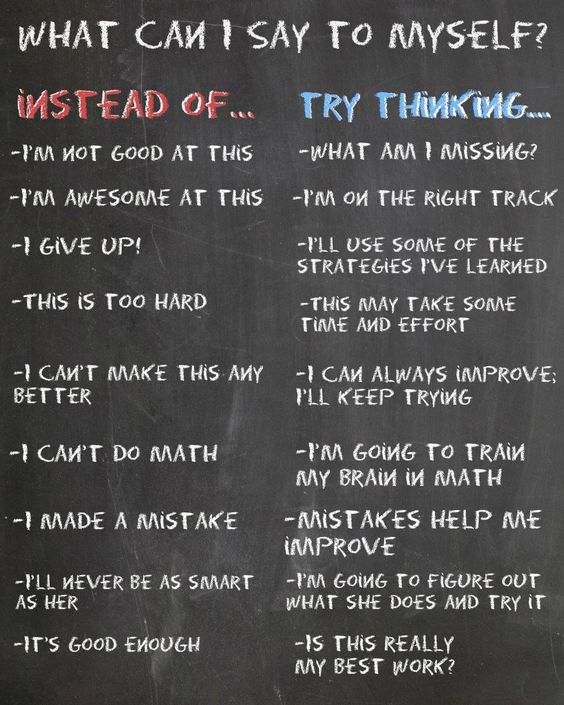 WHAT CAN I SAY TO MYSELF?
INSTEAD OF...
TRY THINKING....
-I'M NOT GOOD AT THIS
-WHAT AM I MISSING?
-I'M AWESOME AT THIS
-I'M ON THE RIGHT TRACK
-I GIVE UP!
-I'LL USE SOME OF THE
STRATEGIES I'VE LEARNED
-THIS IS TOO HARD
-THIS MAY TAKE SOME
TIME AND EFFORT
-I CAN'T MAKE THIS ANY
BETTER
-I CAN ALWAYS IMPROVE;
I'LL KEEP TRYING
-I CAN'T DO MATH
-I'M GOING TO TRAIN
MY BRAIN IN MATH
-I MADE A MISTAKE
-MISTAKES HELP ME
IMPROVE
-I'LL NEVER BE AS SMART
AS HER
-I'M GOING TO FIGURE OUT
WHAT SHE DOES AND TRY IT
-IT'S GOOD ENOUGH
-IS THIS REALLY
MY BEST WORK?